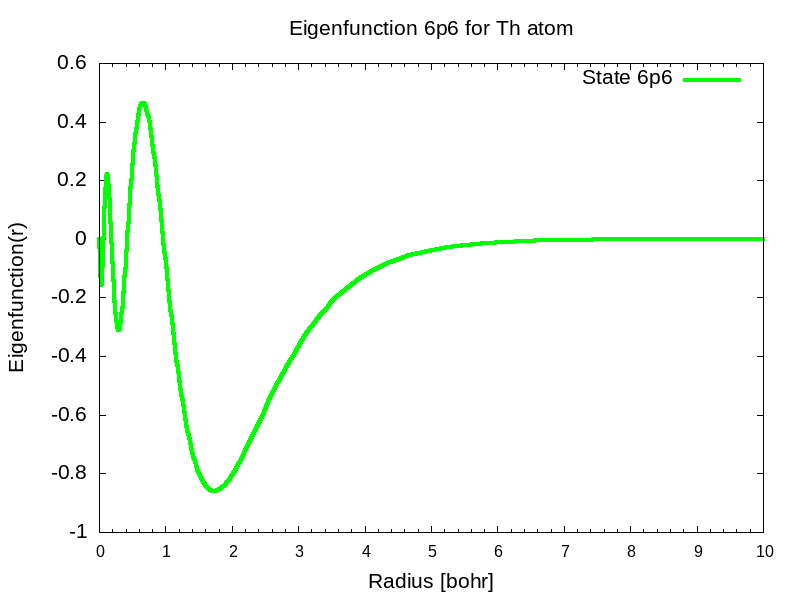 Eigenfunction 6p6 for Th atom
State 6p6
0.6
0.4
0.2
0
-0.2
-0.4
-0.6
-0.8
-1
Eigenfunction(r)
0 1 2 3 4 5 6 7 8 9 10
Radius [bohr]